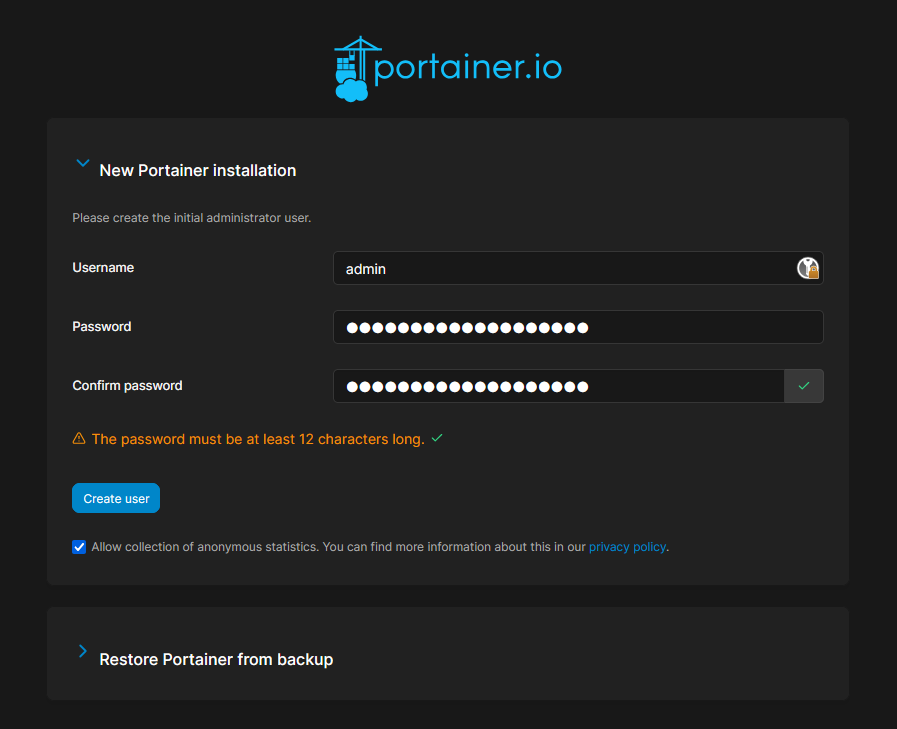 portainer.io
New Portainer installation
Please create the initial administrator user.
Username
admin
Password
●●●●●●●●●●●●●●●●●●●
Confirm password
●●●●●●●●●●●●●●●●●●●
The password must be at least 12 characters long.
Create user
Allow collection of anonymous statistics. You can find more information about this in our privacy policy.
Restore Portainer from backup